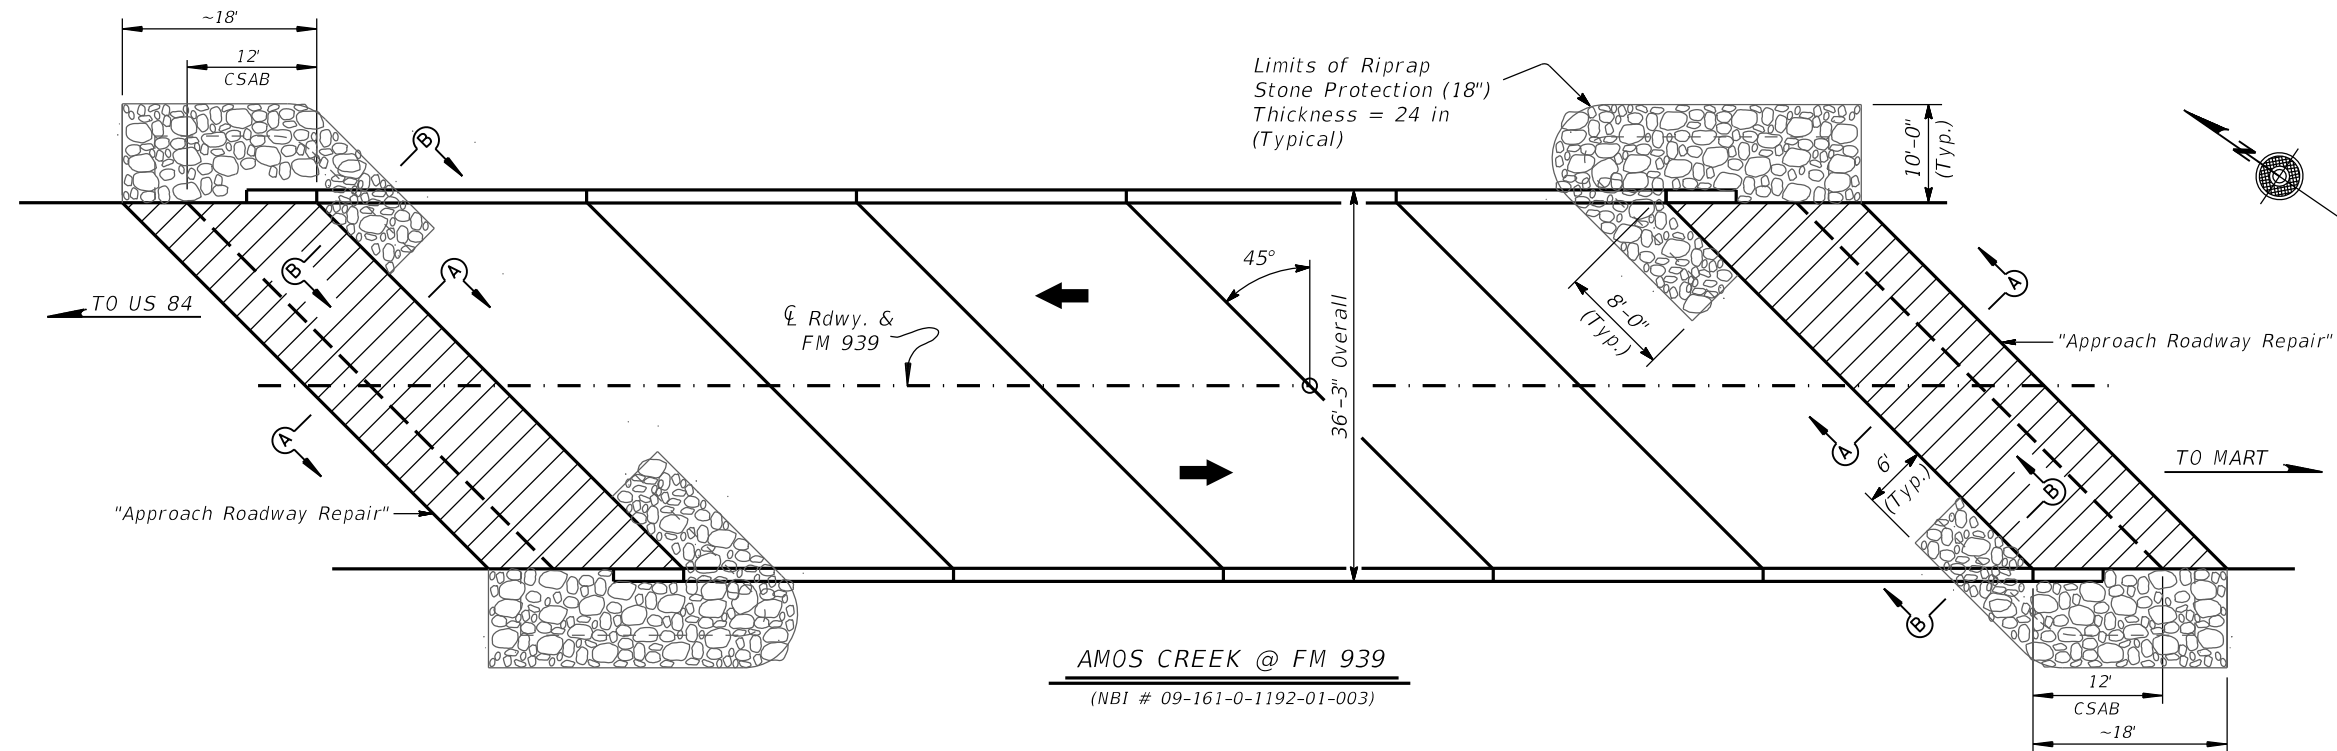 ~18'
12'
CSAB
Limits of Riprap
Stone Protection (18")
Thickness = 24 in
(Typical)
10'-0"
(Typ.)
N
B
B
A
45°
A
TO US 84
℄ Rdwy. &
FM 939
36'-3" Overall
8'-0"
(Typ.)
"Approach Roadway Repair"
A
A
6'
(Typ.)
TO MART
B
"Approach Roadway Repair"
B
AMOS CREEK @ FM 939
(NBI # 09-161-0-1192-01-003)
12'
CSAB
~18'